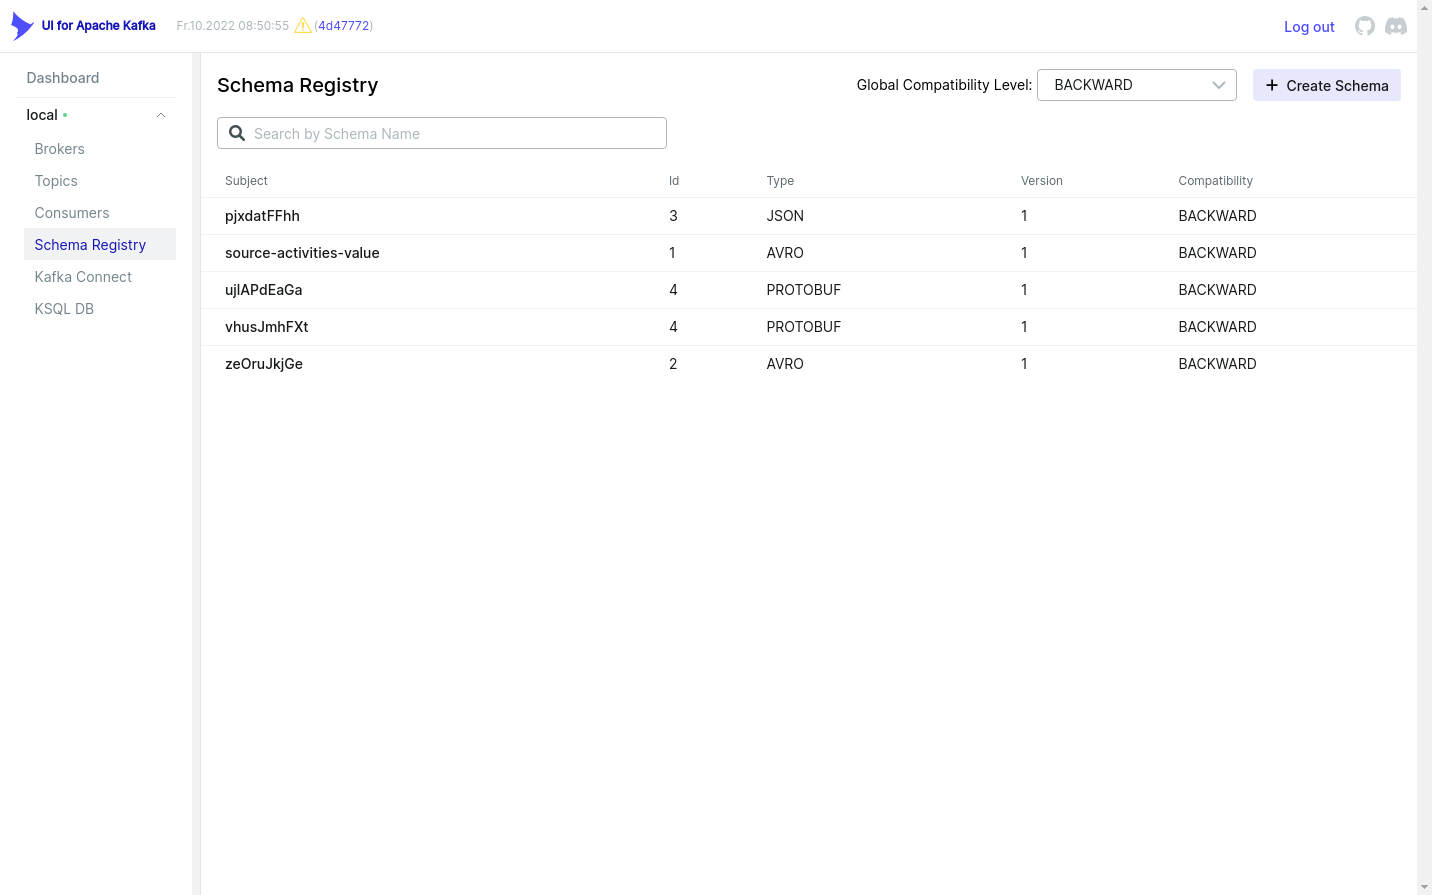 UI for Apache Kafka Fr.10.2022 08:50:55 (4d47772) Log out
Dashboard
local
Brokers
Topics
Consumers
Schema Registry
Kafka Connect
KSQL DB
Schema Registry Global Compatibility Level: BACKWARD Create Schema
Search by Schema Name
Subject Id Type Version Compatibility
pjxdatFFhh 3 JSON 1 BACKWARD
source-activities-value 1 AVRO 1 BACKWARD
ujlAPdEaGa 4 PROTOBUF 1 BACKWARD
vhusJmhFXt 4 PROTOBUF 1 BACKWARD
zeOruJkjGe 2 AVRO 1 BACKWARD